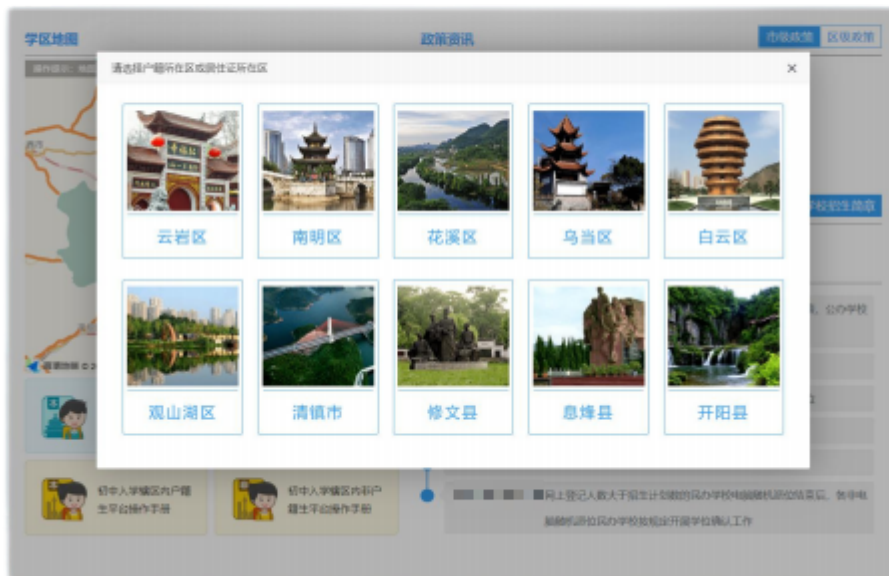 学区地图
政策资讯
市级政策 区级政策
请选择户籍所在区或居住证所在区
×
云岩区
南明区
花溪区
乌当区
白云区
学校招生简章
公办学校
观山湖区
清镇市
修文县
息烽县
开阳县
初中入学辖区内户籍
生平台操作手册
初中入学辖区内非户
籍生平台操作手册
网上登记人数大于招生计划数的民办学校电脑随机派位结束后，
脑随机派位民办学校按规定开展学位确认工作